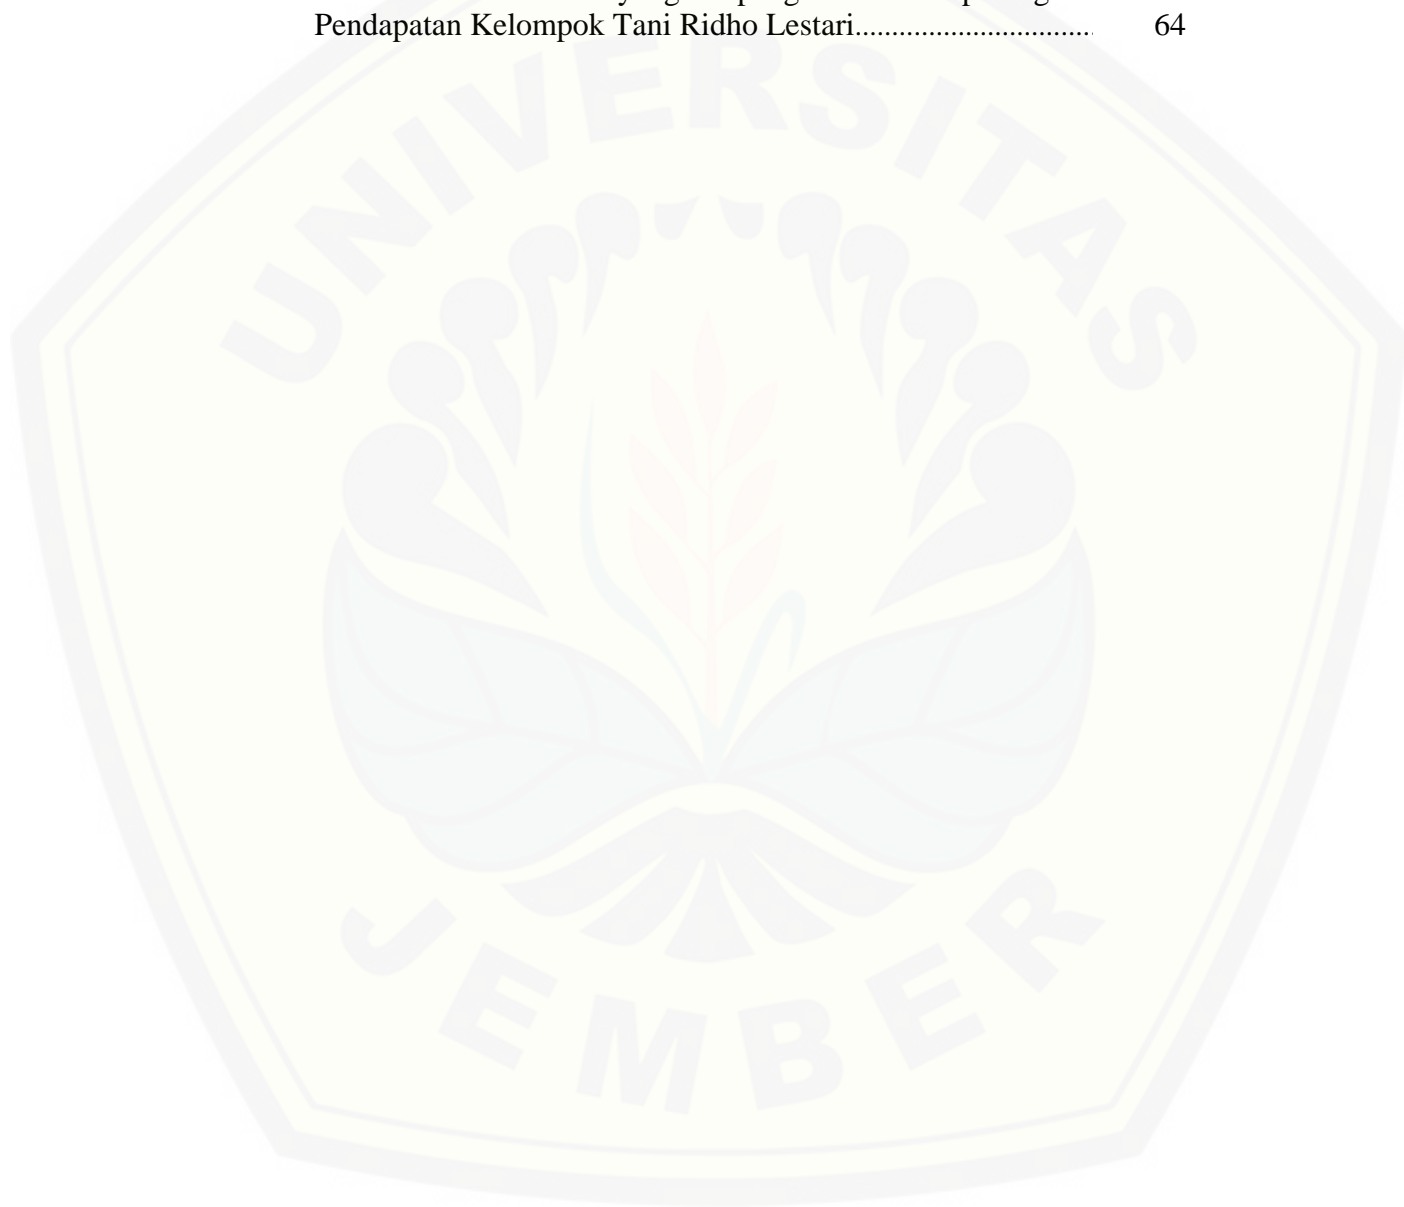 Pendapatan Kelompok Tani Ridho Lestari................................ 64
UNIVERSITAS
JEMBER